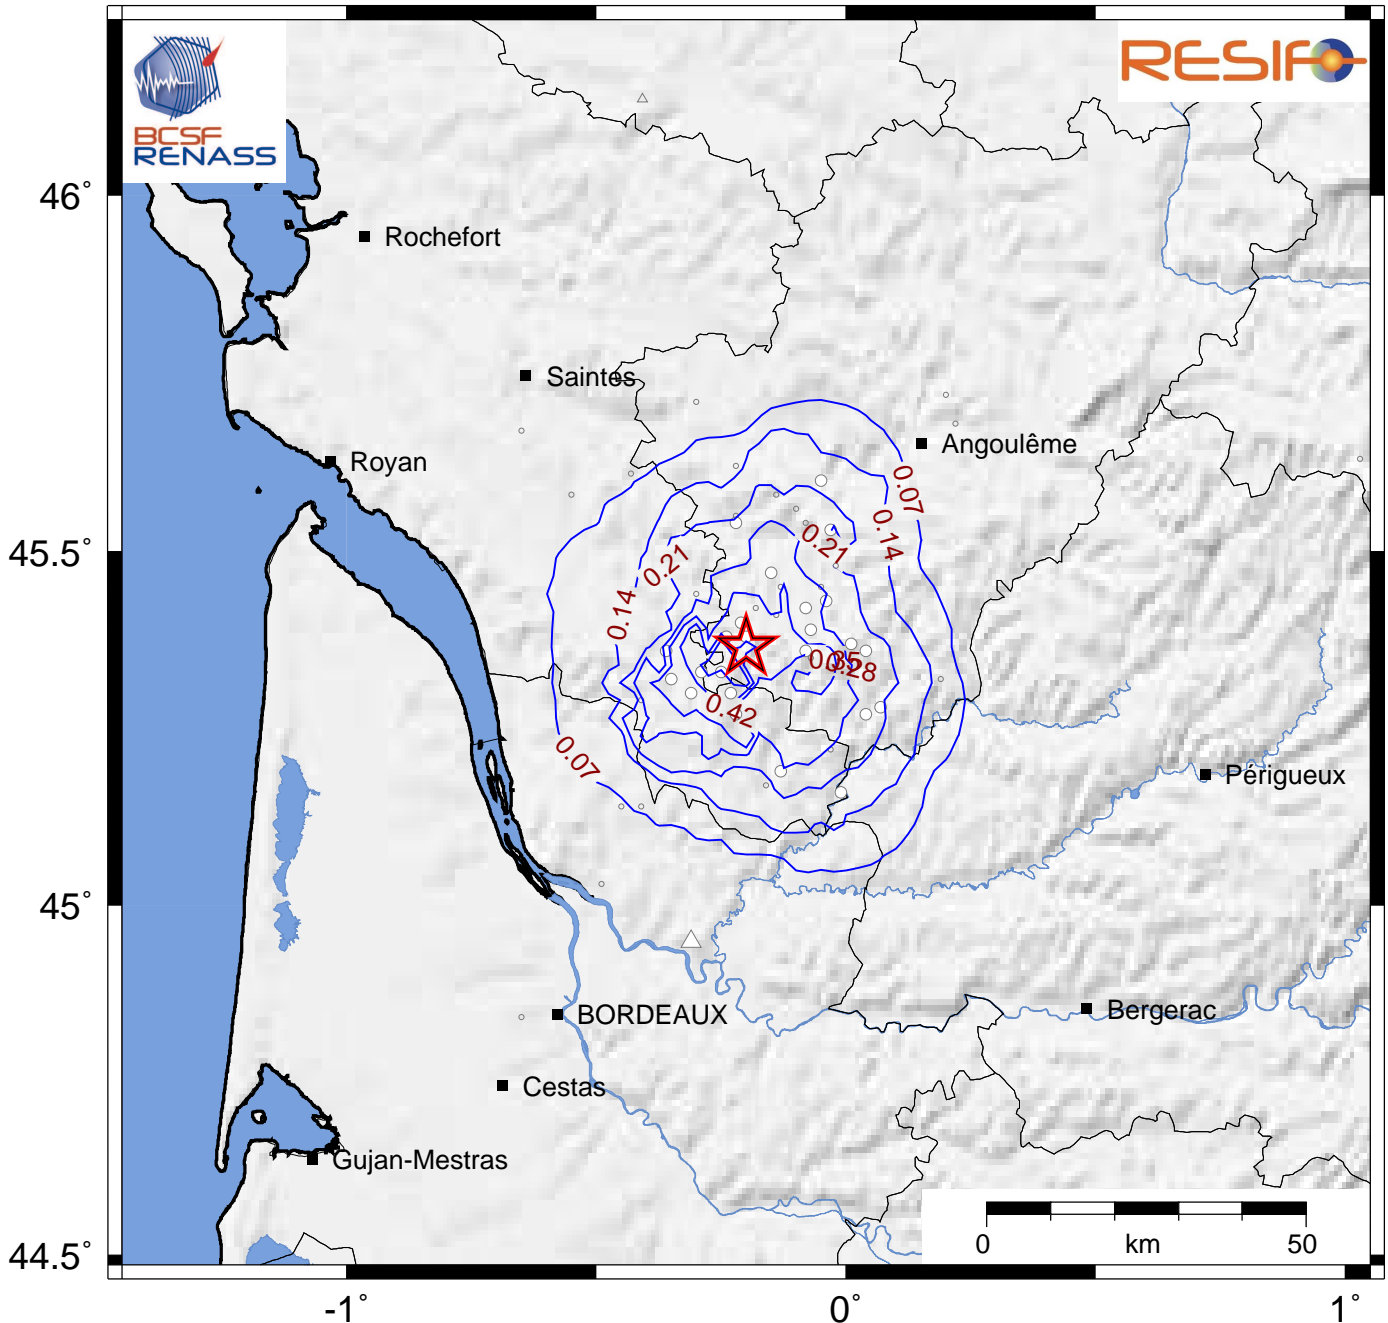 BCSF
RENASS
RESIF
46°
Rochefort
Saintes
Angoulême
Royan
0.07
0.14
0.21
0.21
45.5°
0.14
0.28
0.42
0.07
Périgueux
45°
BORDEAUX
Bergerac
Cestas
Gujan-Mestras
0 km 50
44.5°
-1° 0° 1°